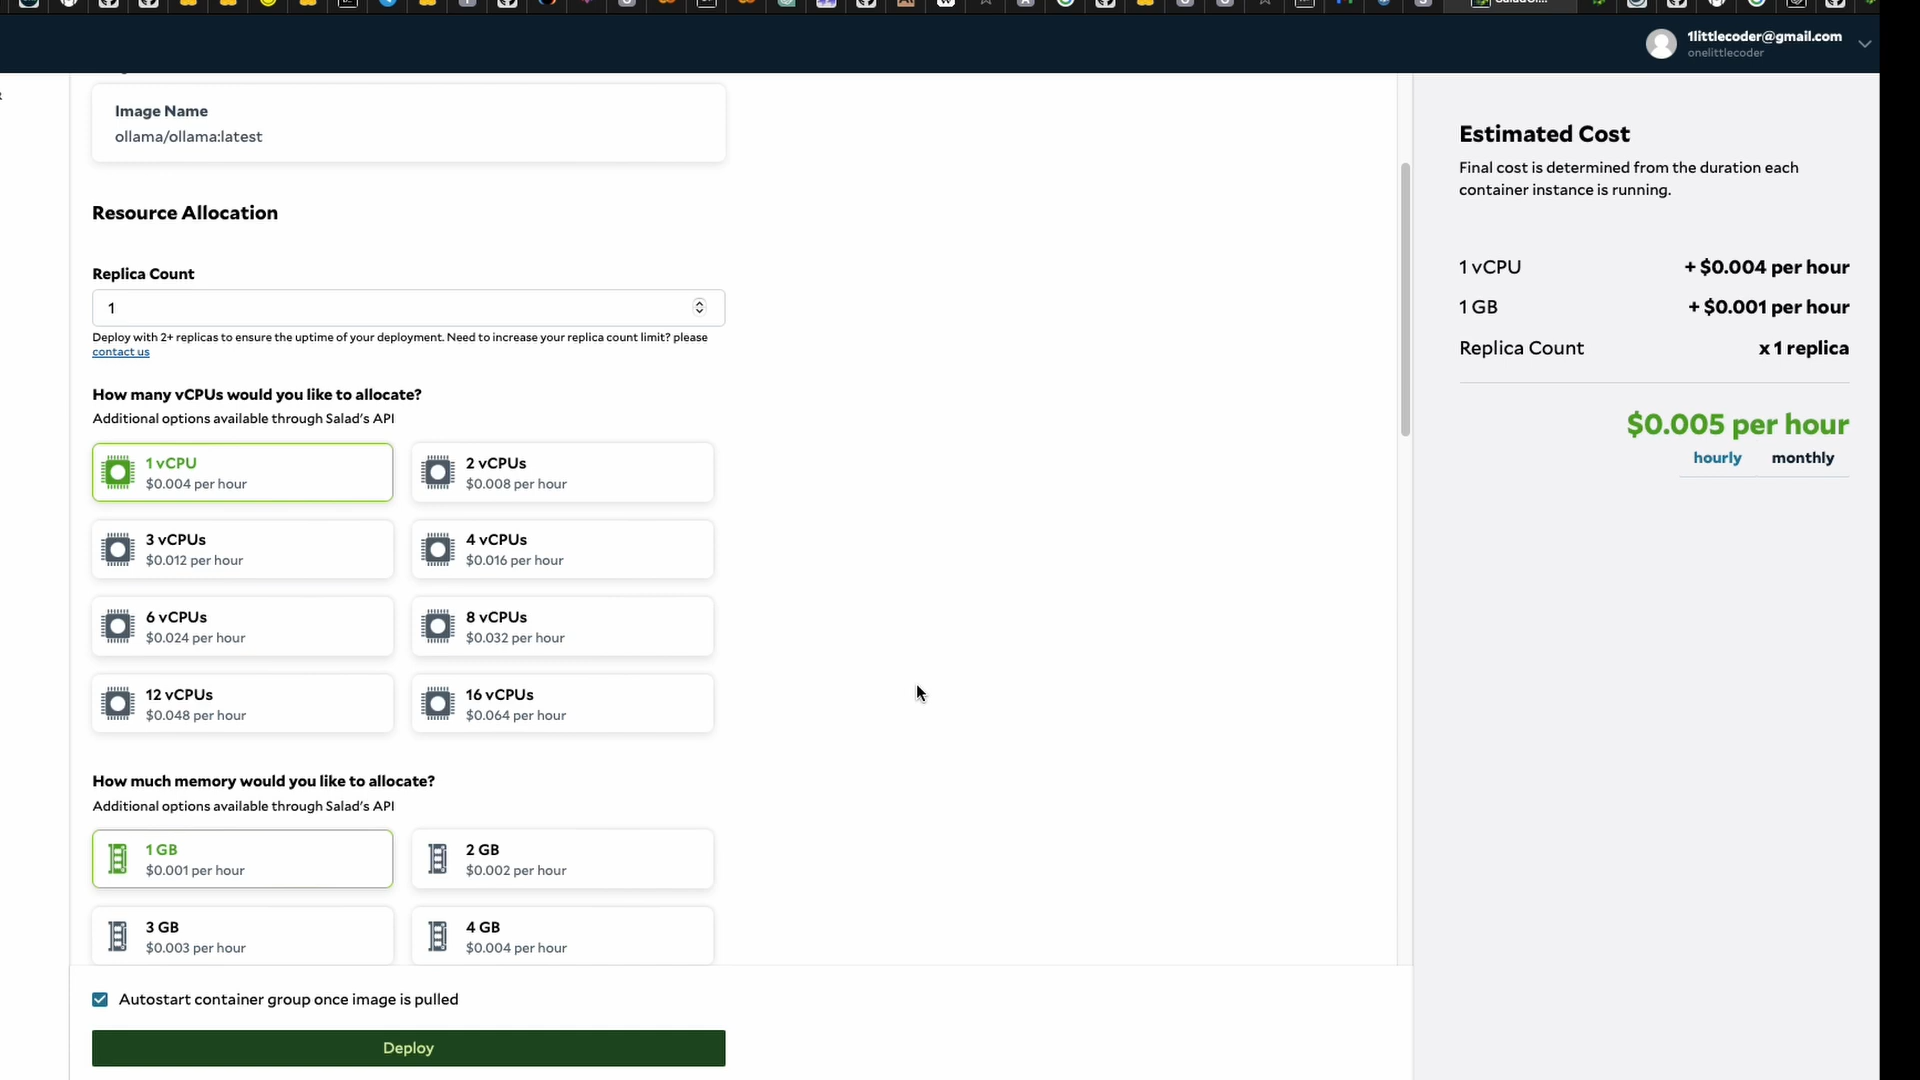 1littlecoder@gmail.com
onelittlecoder
Image Name
ollama/ollama:latest
Resource Allocation
Replica Count
1
Deploy with 2+ replicas to ensure the uptime of your deployment. Need to increase your replica count limit? please
contact us
How many vCPUs would you like to allocate?
Additional options available through Salad's API
1 vCPU
$0.004 per hour
2 vCPUs
$0.008 per hour
3 vCPUs
$0.012 per hour
4 vCPUs
$0.016 per hour
6 vCPUs
$0.024 per hour
8 vCPUs
$0.032 per hour
12 vCPUs
$0.048 per hour
16 vCPUs
$0.064 per hour
How much memory would you like to allocate?
Additional options available through Salad's API
1 GB
$0.001 per hour
2 GB
$0.002 per hour
3 GB
$0.003 per hour
4 GB
$0.004 per hour
Autostart container group once image is pulled
Deploy
Estimated Cost
Final cost is determined from the duration each
container instance is running.
1 vCPU + $0.004 per hour
1 GB + $0.001 per hour
Replica Count x 1 replica
$0.005 per hour
hourly monthly